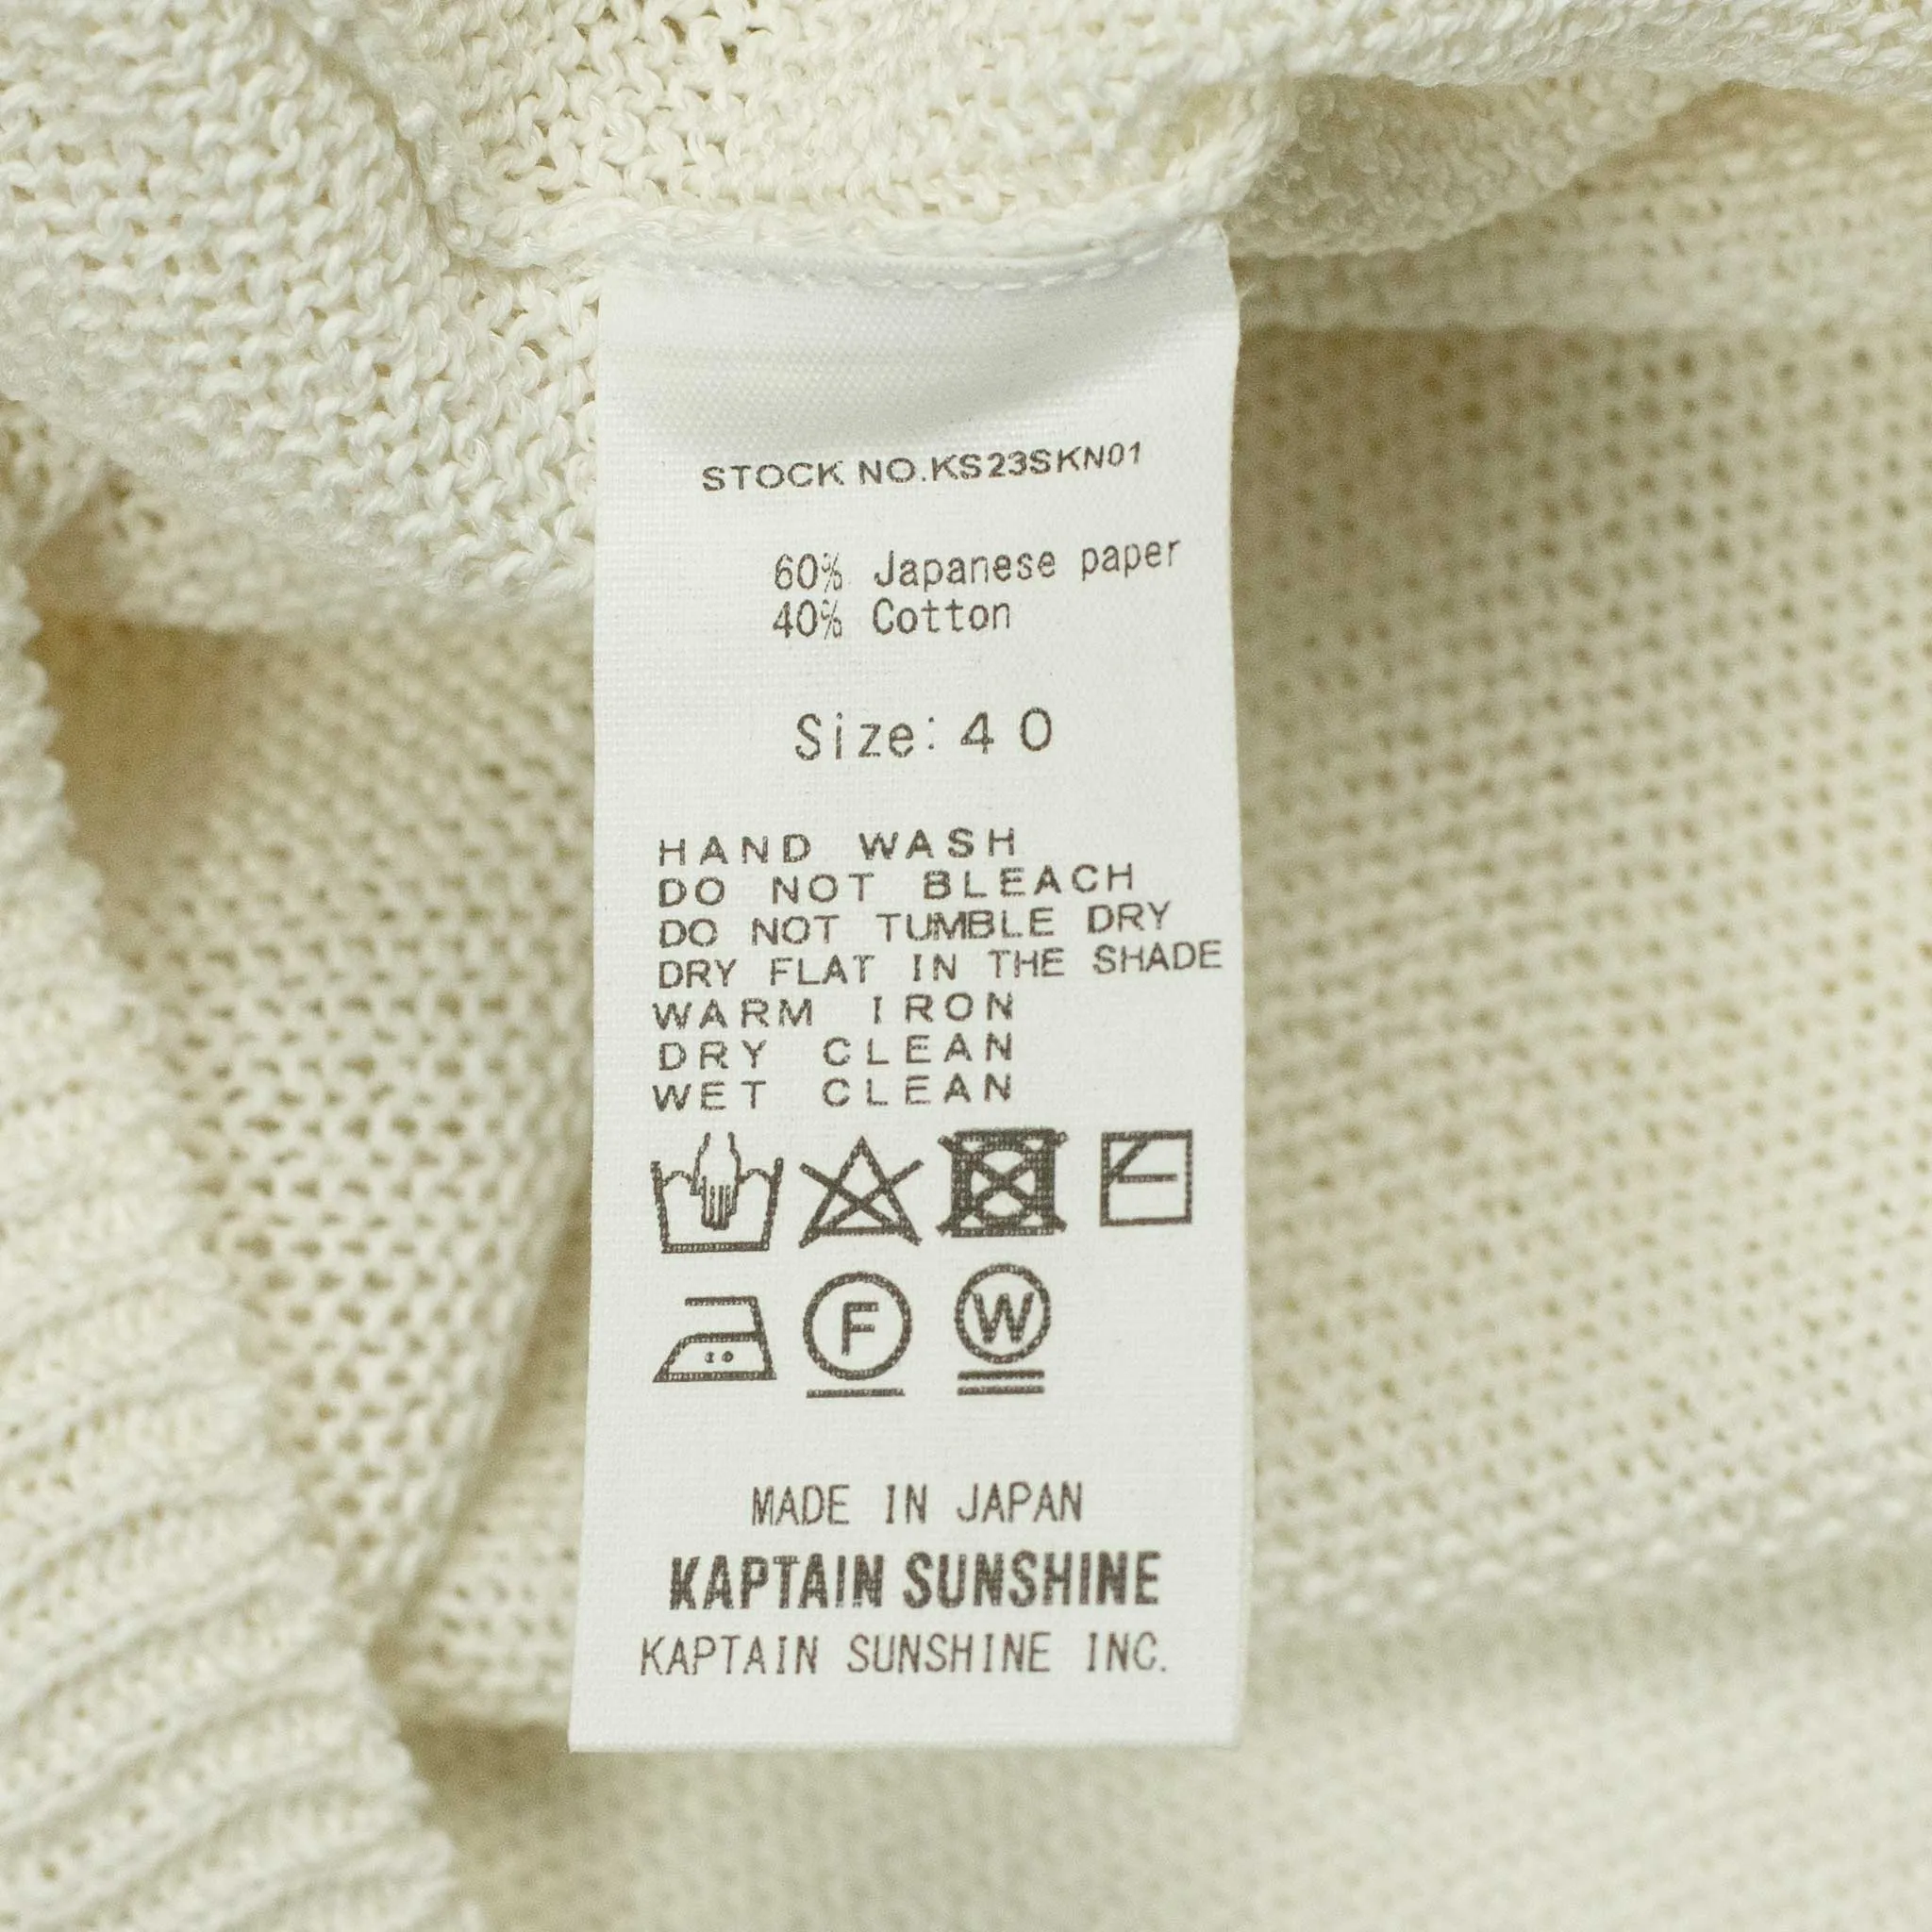 STOCK NO.KS23SKN01
60% Japanese paper
40% Cotton
Size:40
HAND WASH
DO NOT BLEACH
DO NOT TUMBLE DRY
DRY FLAT IN THE SHADE
WARM IRON
DRY CLEAN
WET CLEAN
F W
MADE IN JAPAN
KAPTAIN SUNSHINE
KAPTAIN SUNSHINE INC.